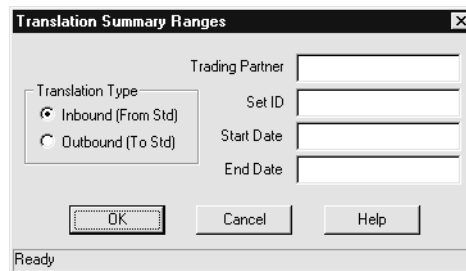 Translation Summary Ranges
Trading Partner
Translation Type
Inbound (From Std)
Outbound (To Std)
Set ID
Start Date
End Date
OK
Cancel
Help
Ready